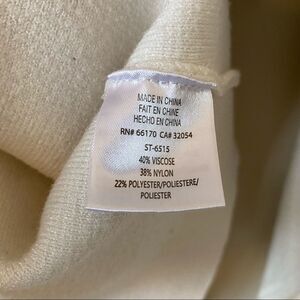 MADE IN CHINA
FAIT EN CHINE
HECHO EN CHINA
RN# 66170 CA# 32054
ST-6515
40% VISCOSE
38% NYLON
22% POLYESTER/POLIESTERE/
POLIESTER